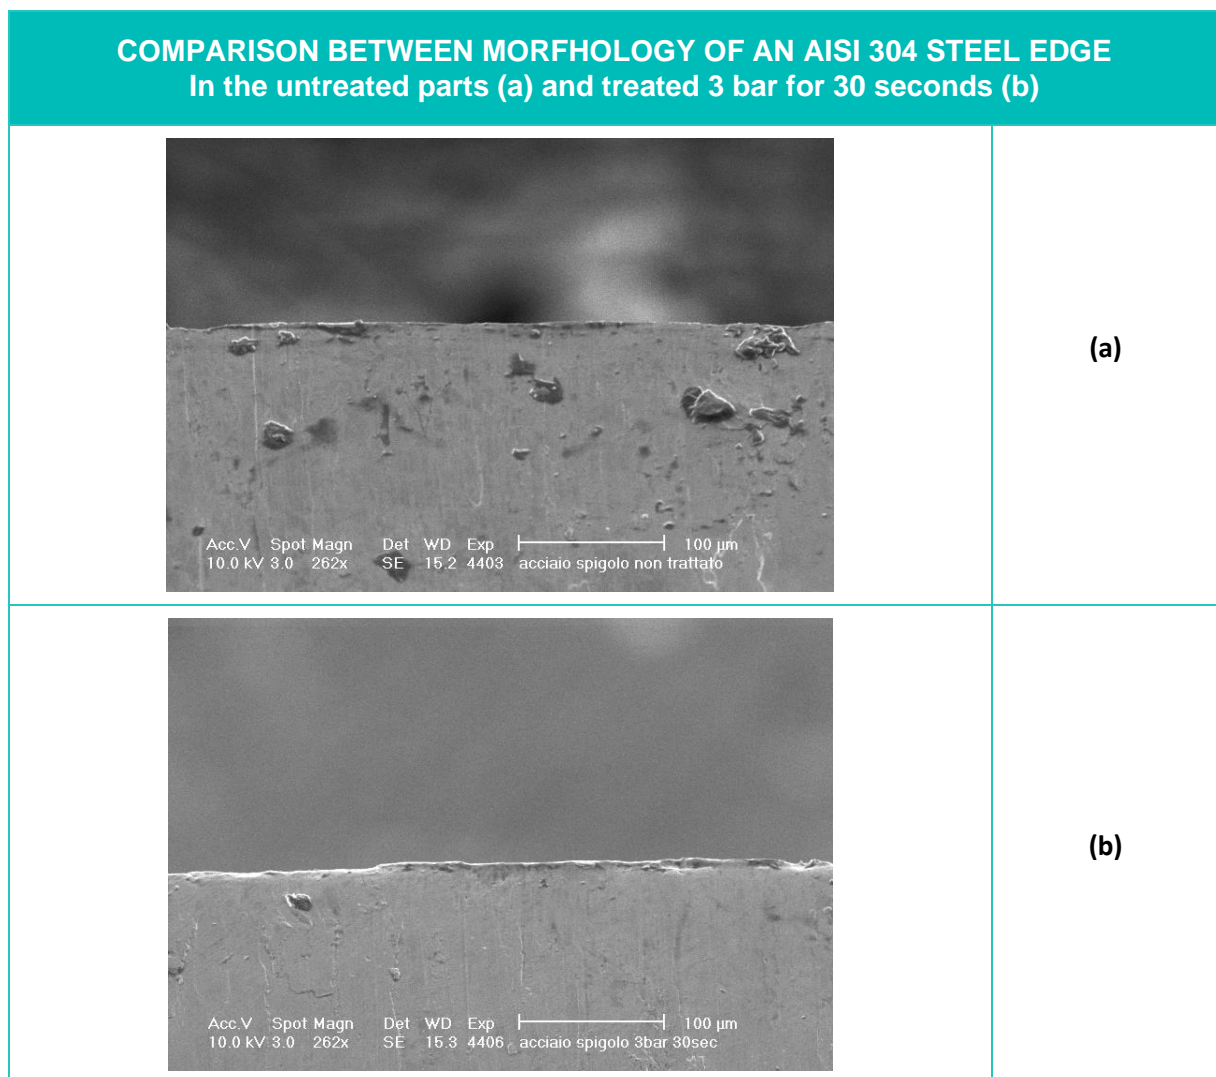 COMPARISON BETWEEN MORFHOLOGY OF AN AISI 304 STEEL EDGE
In the untreated parts (a) and treated 3 bar for 30 seconds (b)
(a)
Acc.V Spot Magn Det WD Exp 100 µm
10.0 kV 3.0 262x SE 15.2 4403 acciaio spigolo non trattato
(b)
Acc.V Spot Magn Det WD Exp 100 µm
10.0 kV 3.0 262x SE 15.3 4406 acciaio spigolo 3bar 30sec